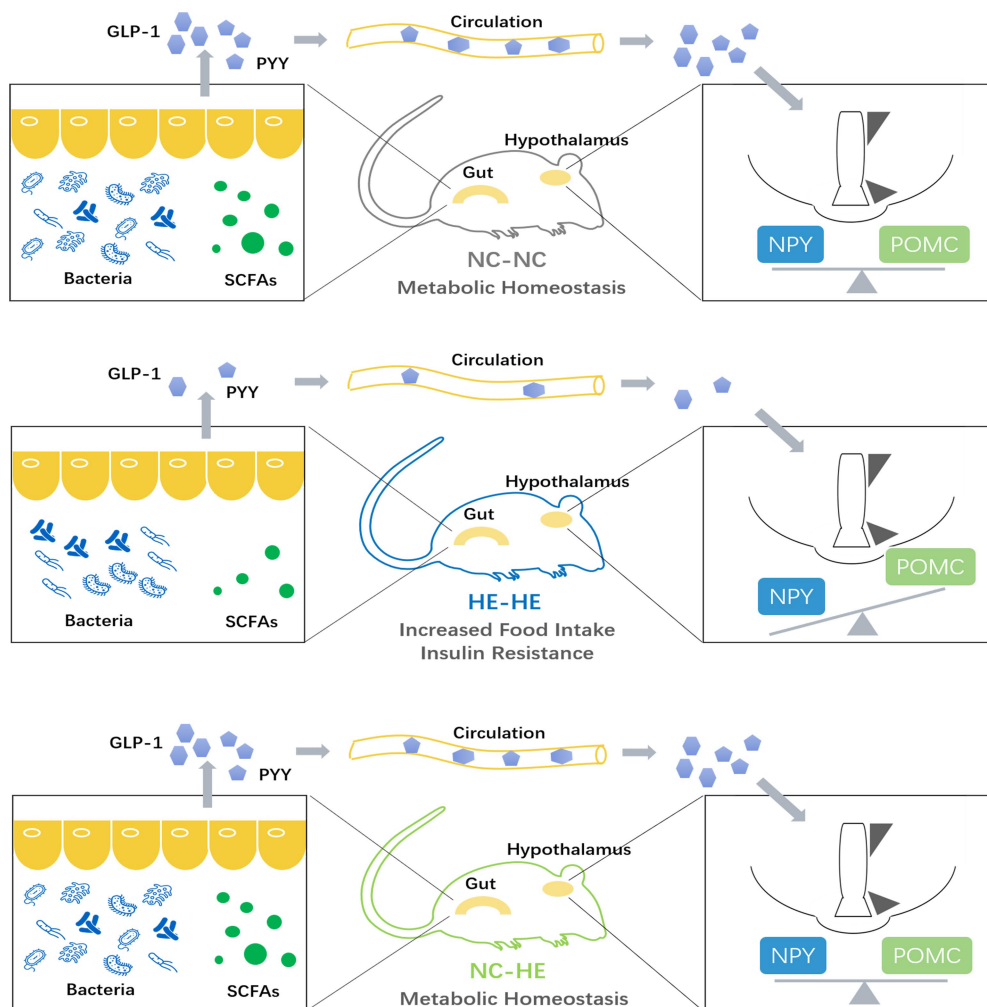 GLP-1
PYY
Circulation
Hypothalamus
Gut
Bacteria
SCFAs
NC-NC
Metabolic Homeostasis
NPY
POMC
GLP-1
PYY
Circulation
Hypothalamus
Gut
Bacteria
SCFAs
HE-HE
Increased Food Intake
Insulin Resistance
NPY
POMC
GLP-1
PYY
Circulation
Hypothalamus
Gut
Bacteria
SCFAs
NC-HE
Metabolic Homeostasis
NPY
POMC